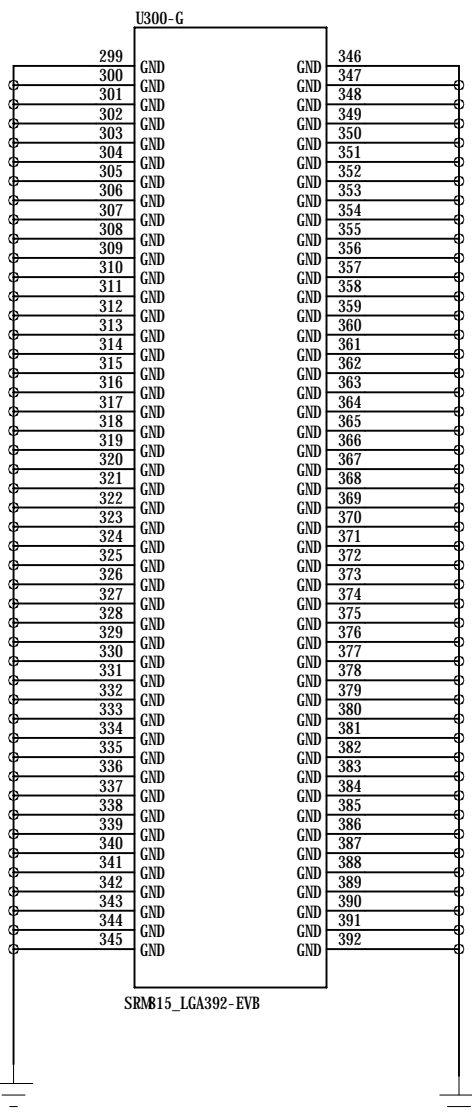 U300-G
299 GND GND 346
300 GND GND 347
301 GND GND 348
302 GND GND 349
303 GND GND 350
304 GND GND 351
305 GND GND 352
306 GND GND 353
307 GND GND 354
308 GND GND 355
309 GND GND 356
310 GND GND 357
311 GND GND 358
312 GND GND 359
313 GND GND 360
314 GND GND 361
315 GND GND 362
316 GND GND 363
317 GND GND 364
318 GND GND 365
319 GND GND 366
320 GND GND 367
321 GND GND 368
322 GND GND 369
323 GND GND 370
324 GND GND 371
325 GND GND 372
326 GND GND 373
327 GND GND 374
328 GND GND 375
329 GND GND 376
330 GND GND 377
331 GND GND 378
332 GND GND 379
333 GND GND 380
334 GND GND 381
335 GND GND 382
336 GND GND 383
337 GND GND 384
338 GND GND 385
339 GND GND 386
340 GND GND 387
341 GND GND 388
342 GND GND 389
343 GND GND 390
344 GND GND 391
345 GND GND 392
SRM815_LGA392-EVB